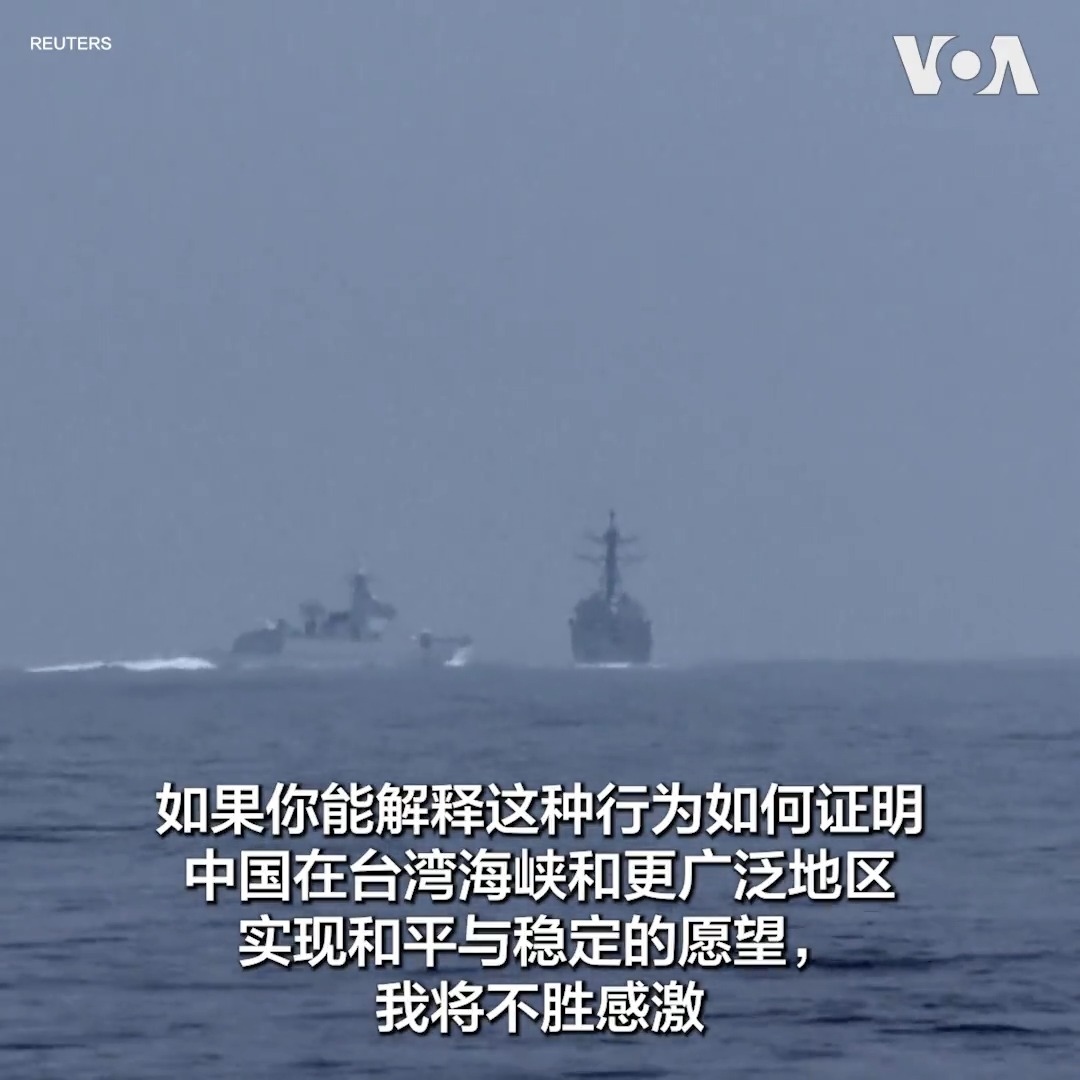 REUTERS
VOA
如果你能解释这种行为如何证明
中国在台湾海峡和更广泛地区
实现和平与稳定的愿望，
我将不胜感激